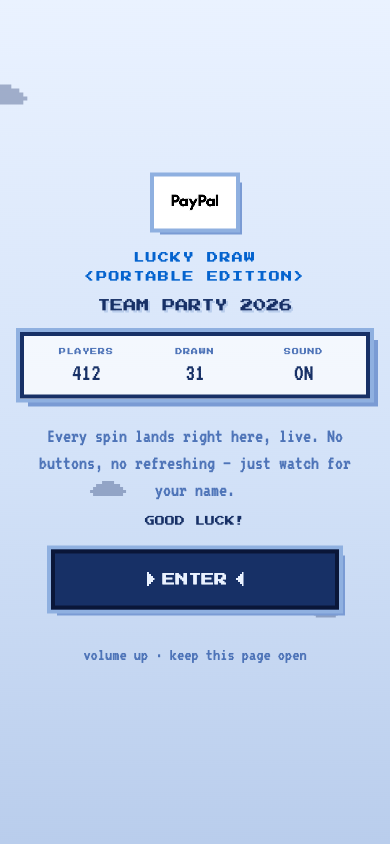 PayPal
LUCKY DRAW
<PORTABLE EDITION>
TEAM PARTY 2026
PLAYERS DRAWN SOUND
412 31 ON
Every spin lands right here, live. No
buttons, no refreshing – just watch for
your name.
GOOD LUCK!
ENTER
volume up · keep this page open